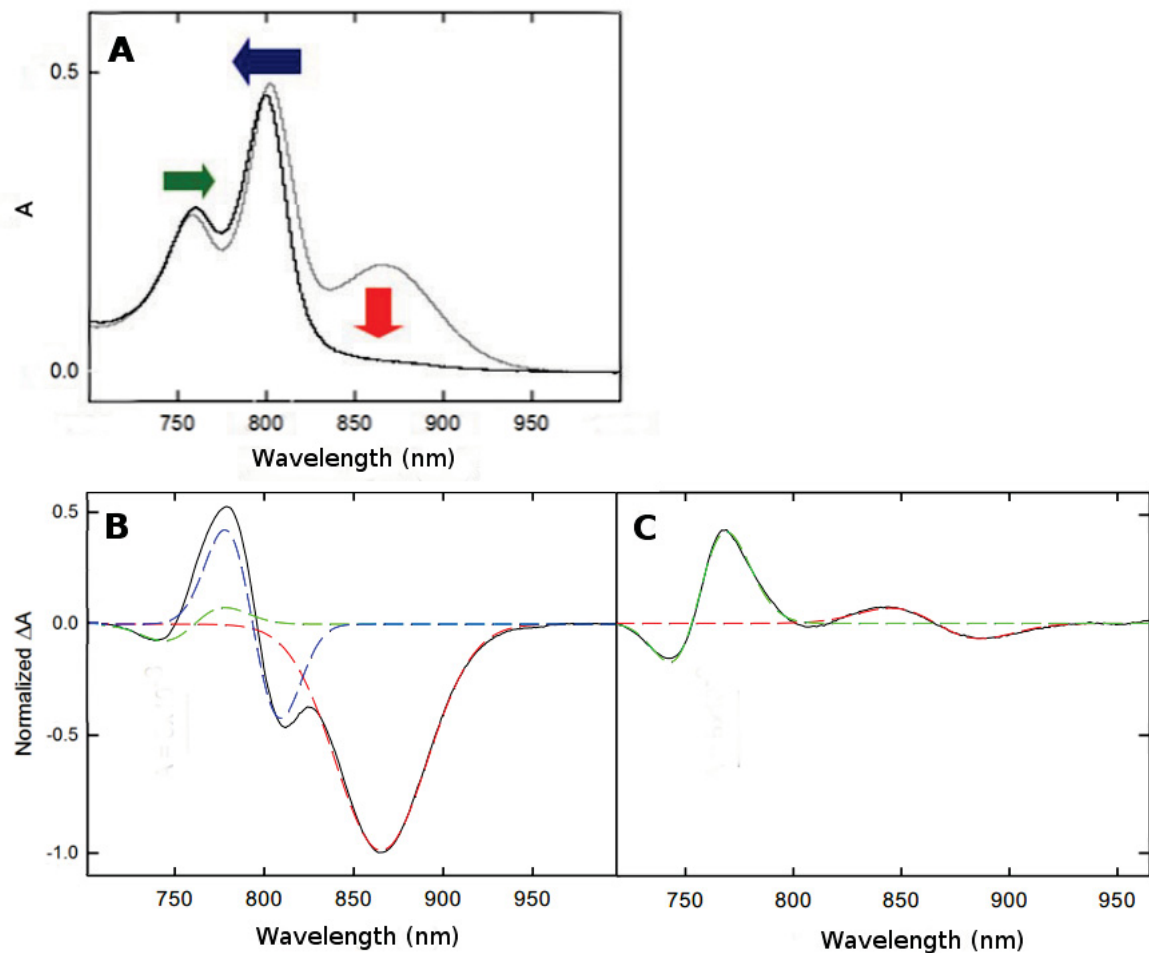 A
0.5
A
0.0
750 800 850 900 950
Wavelength (nm)
B C
0.5
0.0
Normalized ΔA
-0.5
-1.0
750 800 850 900 950 750 800 850 900 950
Wavelength (nm) Wavelength (nm)